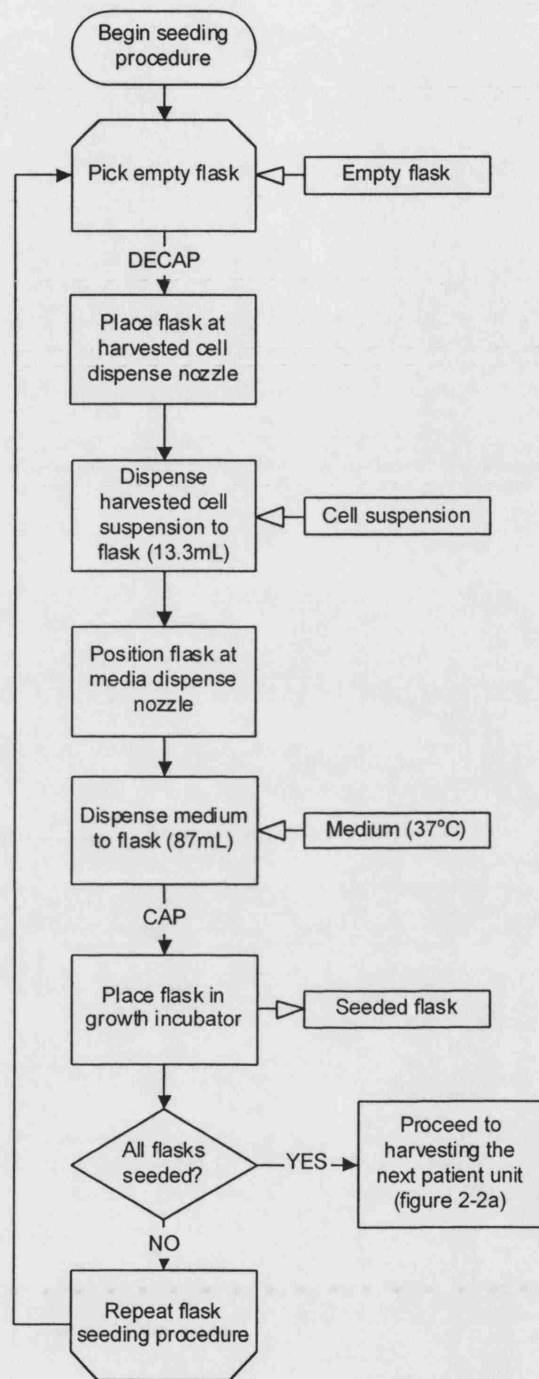 Begin seeding
procedure
Pick empty flask
Empty flask
DECAP
Place flask at
harvested cell
dispense nozzle
Dispense
harvested cell
suspension to
flask (13.3mL)
Cell suspension
Position flask at
media dispense
nozzle
Dispense medium
to flask (87mL)
Medium (37°C)
CAP
Place flask in
growth incubator
Seeded flask
All flasks
seeded?
YES
Proceed to
harvesting the
next patient unit
(figure 2-2a)
NO
Repeat flask
seeding procedure